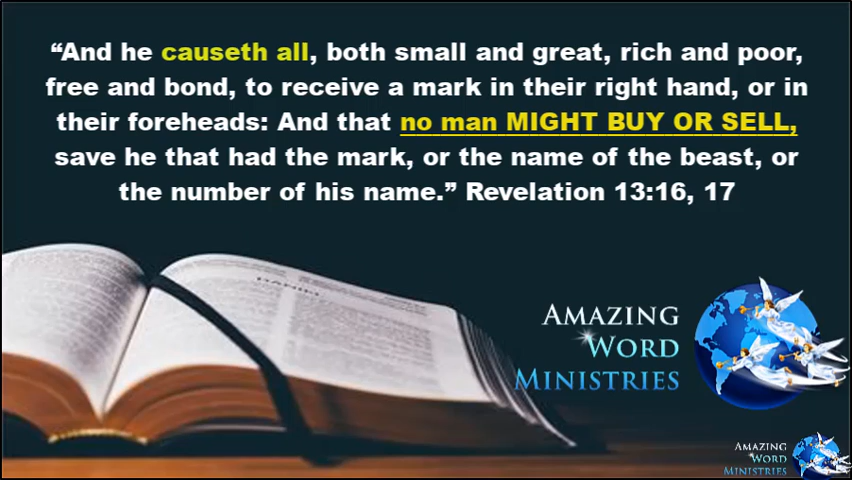 “And he causeth all, both small and great, rich and poor,
free and bond, to receive a mark in their right hand, or in
their foreheads: And that no man MIGHT BUY OR SELL,
save he that had the mark, or the name of the beast, or
the number of his name.” Revelation 13:16, 17
DANIEL
AMAZING
WORD
MINISTRIES
AMAZING
WORD
MINISTRIES